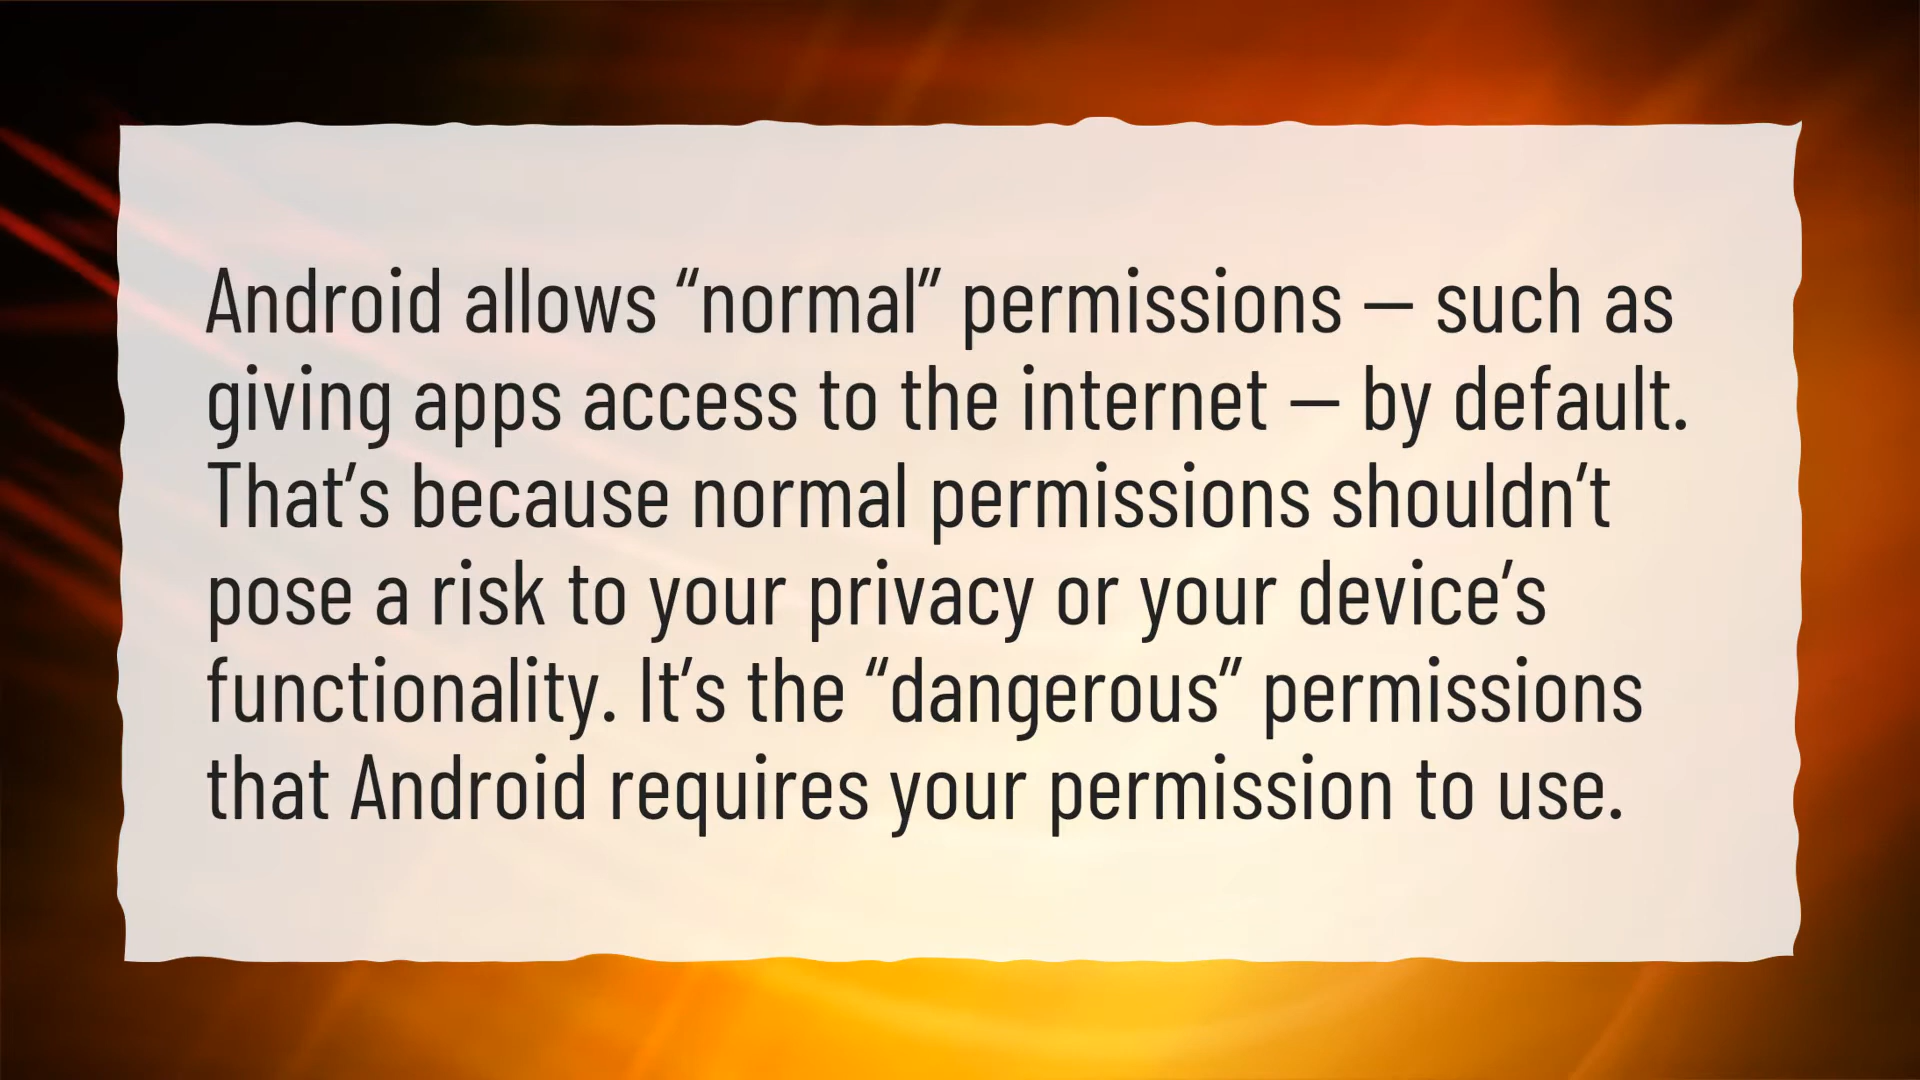 Android allows “normal” permissions — such as
giving apps access to the internet — by default.
That’s because normal permissions shouldn’t
pose a risk to your privacy or your device’s
functionality. It’s the “dangerous” permissions
that Android requires your permission to use.